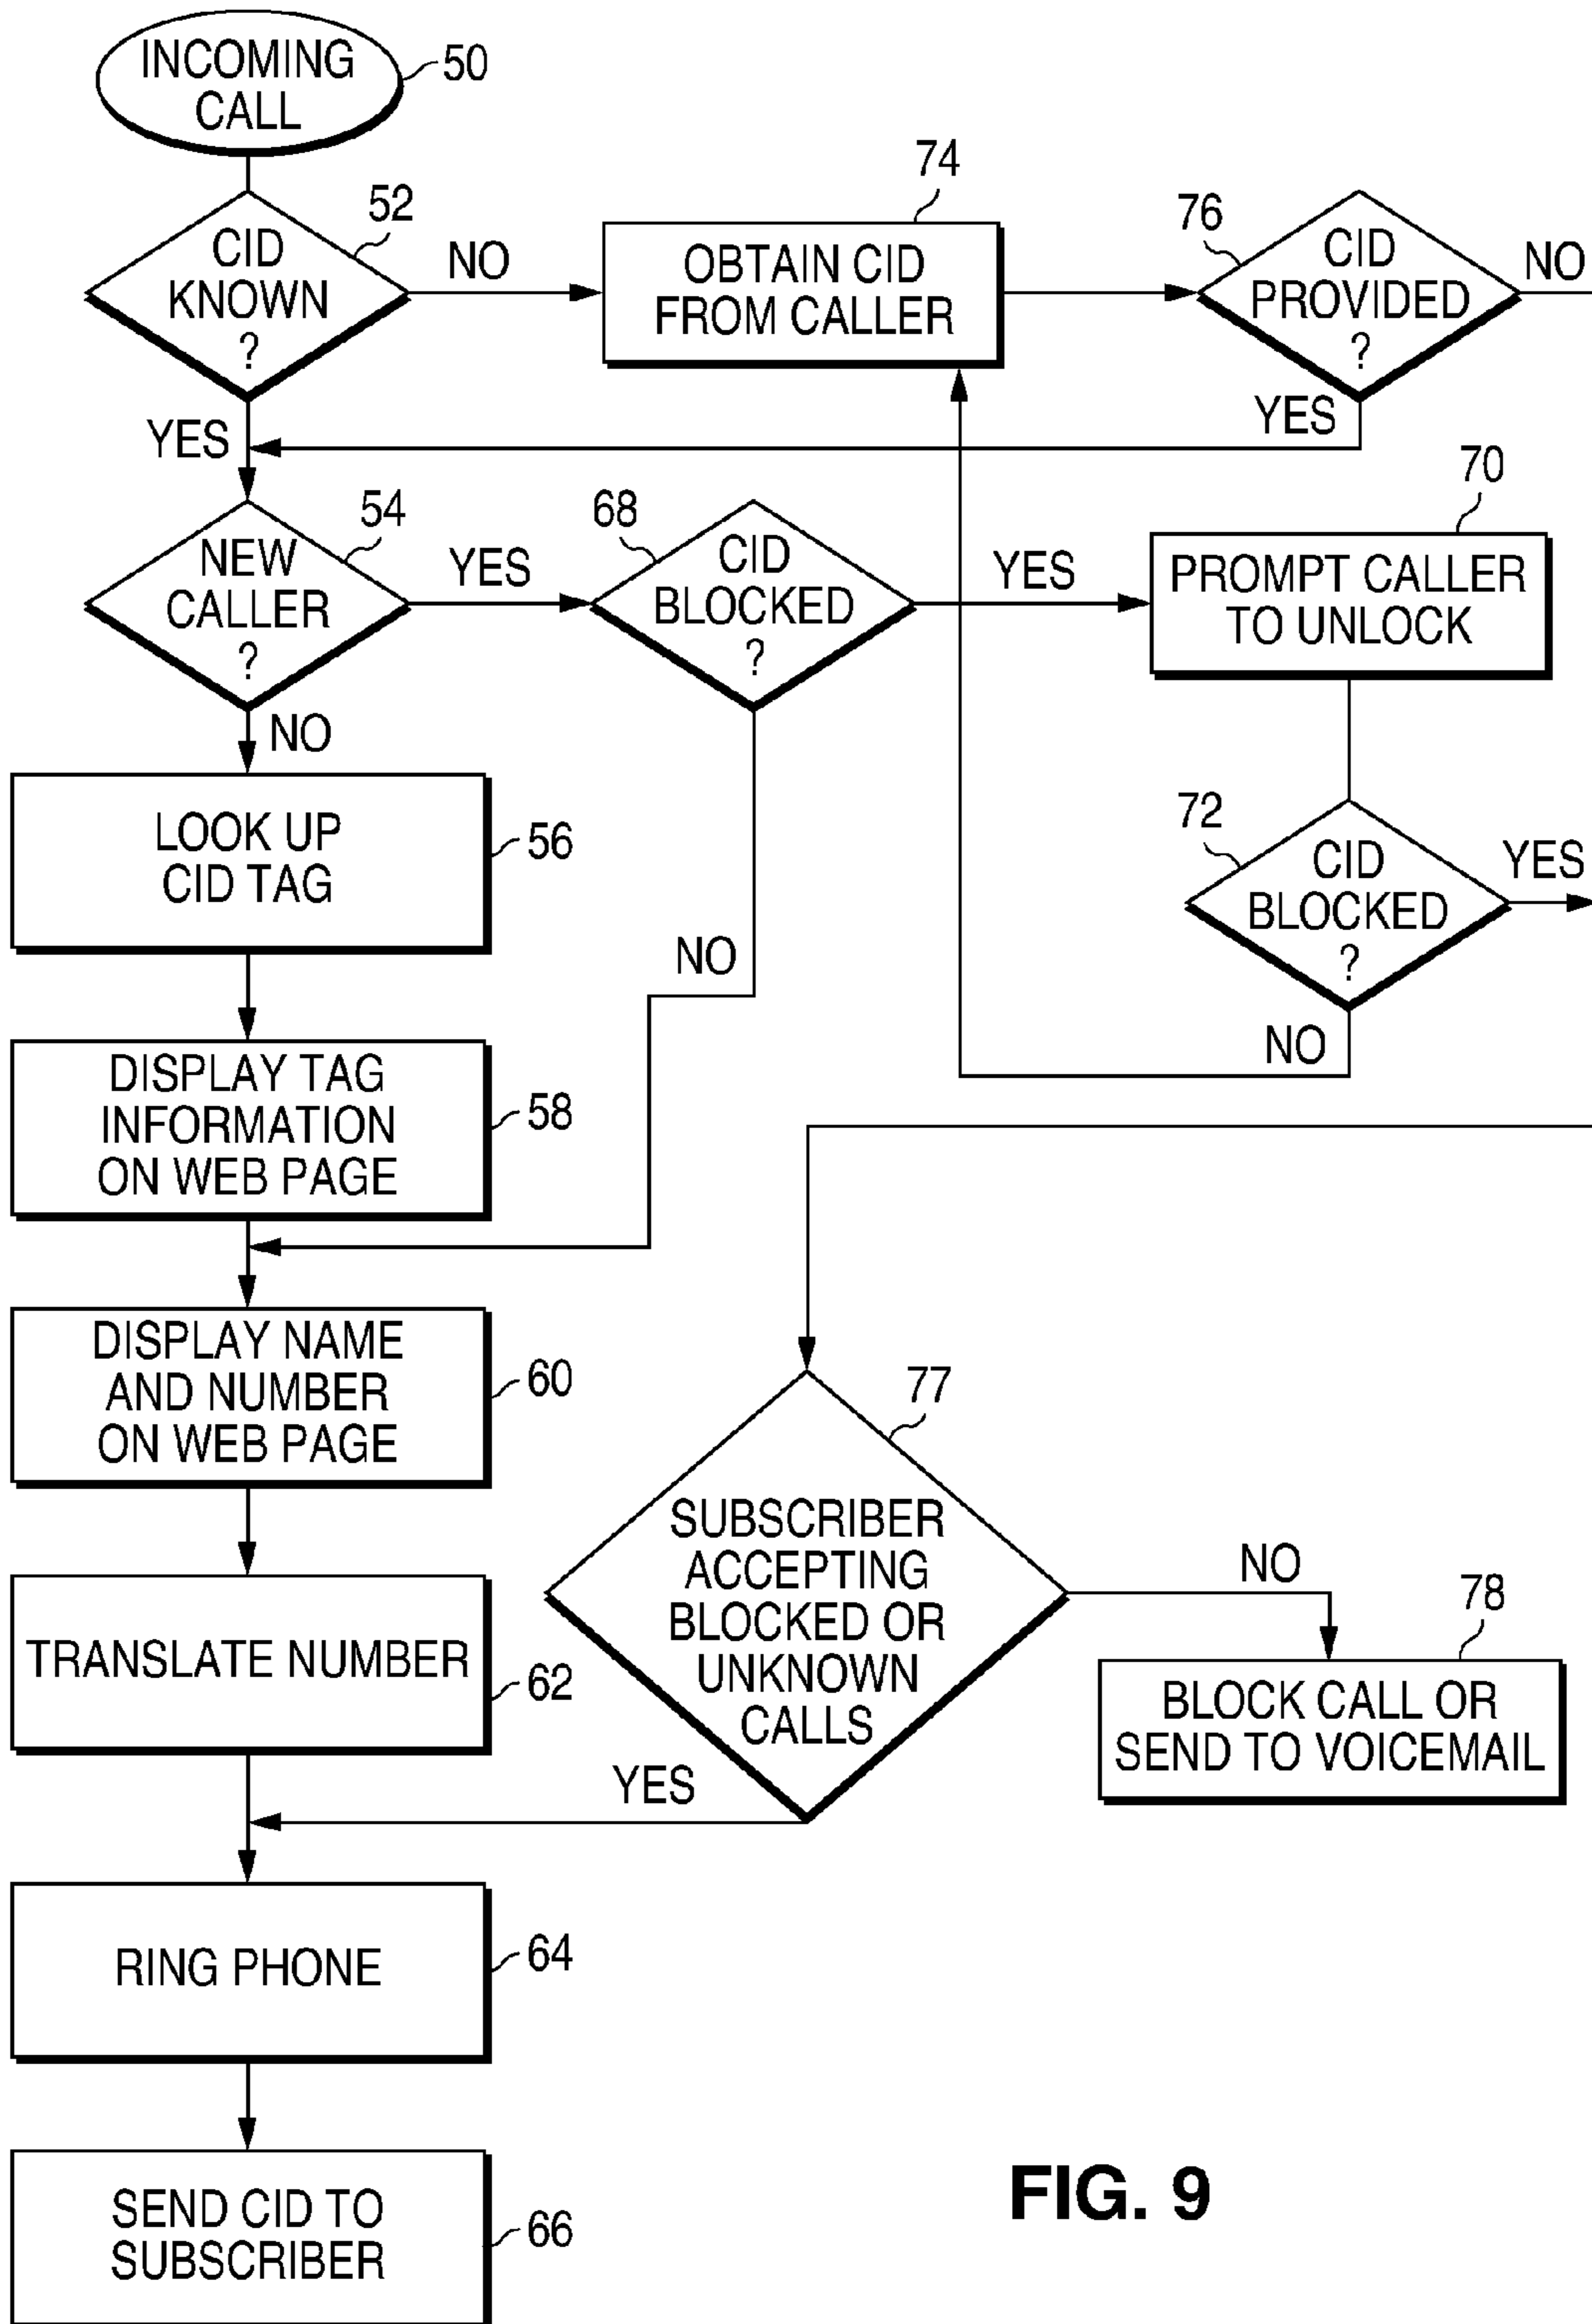 INCOMING
CALL
50
CID
KNOWN
?
52
NO
74
OBTAIN CID
FROM CALLER
76
CID
PROVIDED
?
NO
YES
YES
NEW
CALLER
?
54
YES
68
CID
BLOCKED
?
YES
70
PROMPT CALLER
TO UNLOCK
NO
LOOK UP
CID TAG
56
NO
72
CID
BLOCKED
?
YES
NO
DISPLAY TAG
INFORMATION
ON WEB PAGE
58
DISPLAY NAME
AND NUMBER
ON WEB PAGE
60
77
SUBSCRIBER
ACCEPTING
BLOCKED OR
UNKNOWN
CALLS
NO
78
BLOCK CALL OR
SEND TO VOICEMAIL
TRANSLATE NUMBER
62
YES
RING PHONE
64
SEND CID TO
SUBSCRIBER
66
FIG. 9